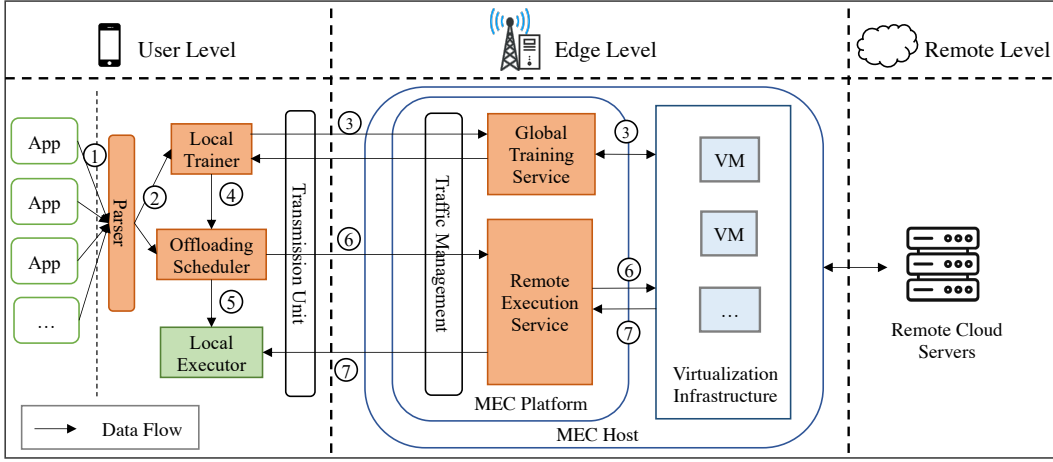 User Level
Edge Level
Remote Level
App
App
App
...
1
Parser
2
Local
Trainer
4
Offloading
Scheduler
5
Local
Executor
Transmission Unit
3
6
7
Traffic Management
Global
Training
Service
3
Remote
Execution
Service
6
7
MEC Platform
MEC Host
VM
VM
...
Virtualization
Infrastructure
Remote Cloud
Servers
Data Flow